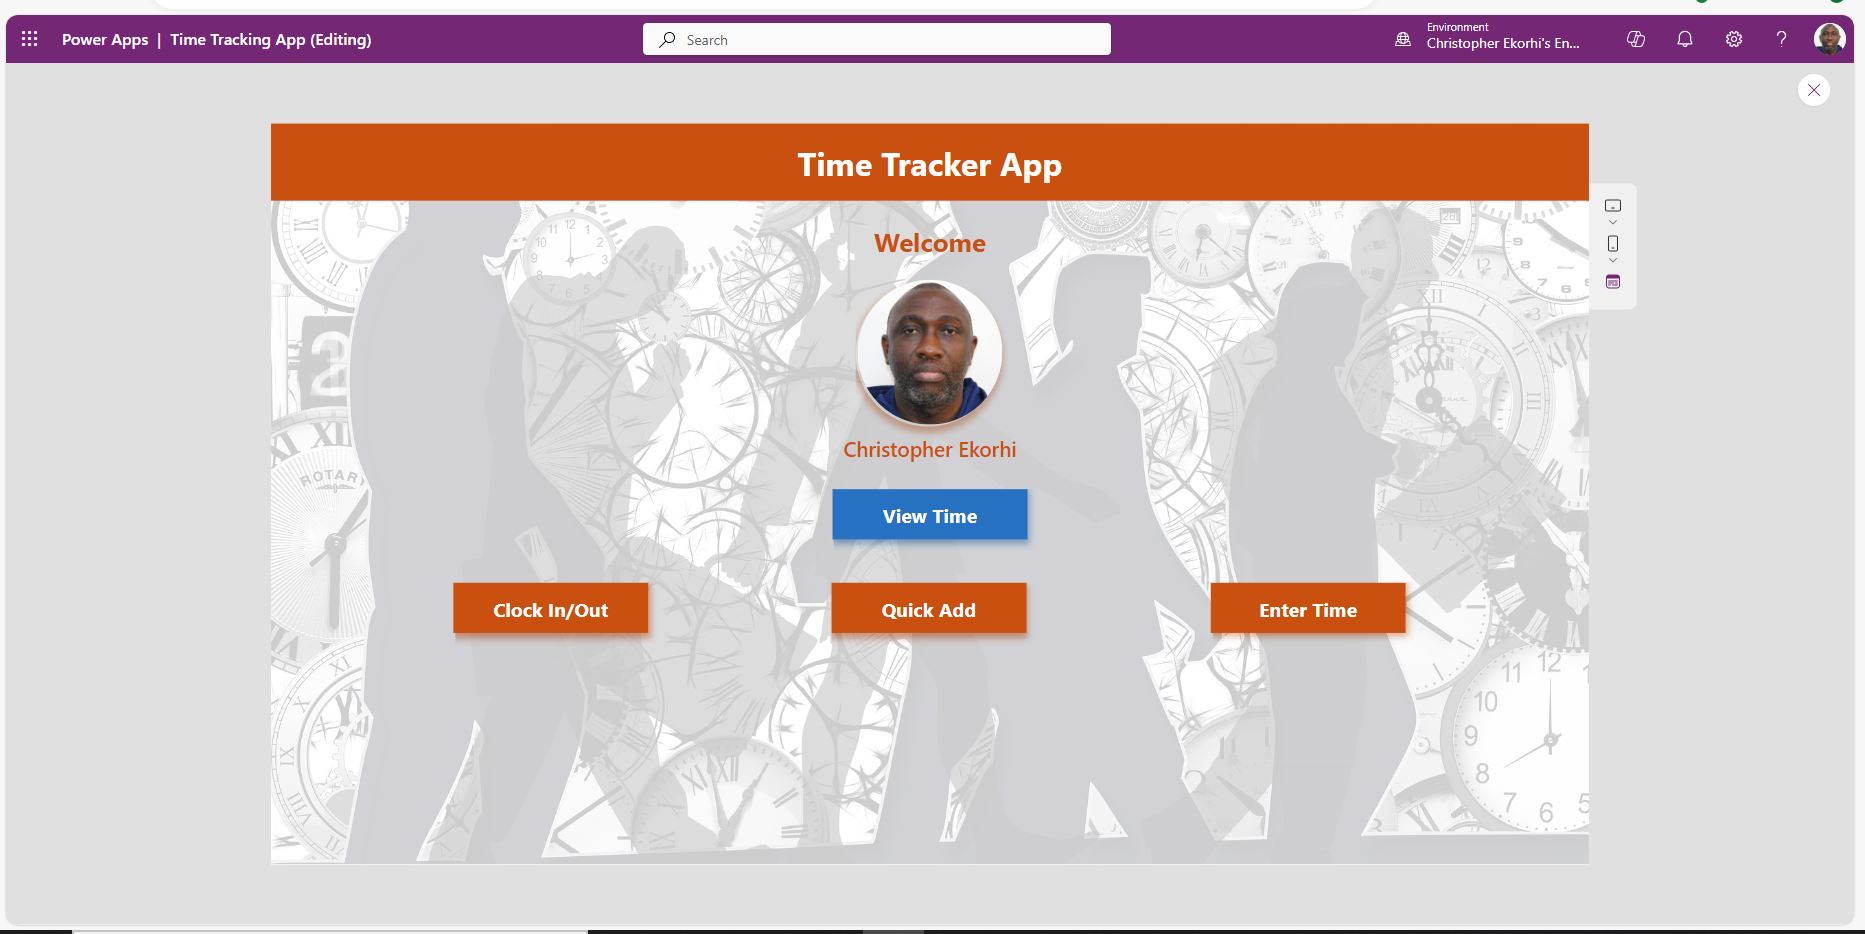 Power Apps | Time Tracking App (Editing)
Search
Environment
Christopher Ekorhi's En...
Time Tracker App
Welcome
Christopher Ekorhi
View Time
Clock In/Out
Quick Add
Enter Time
ROTARY